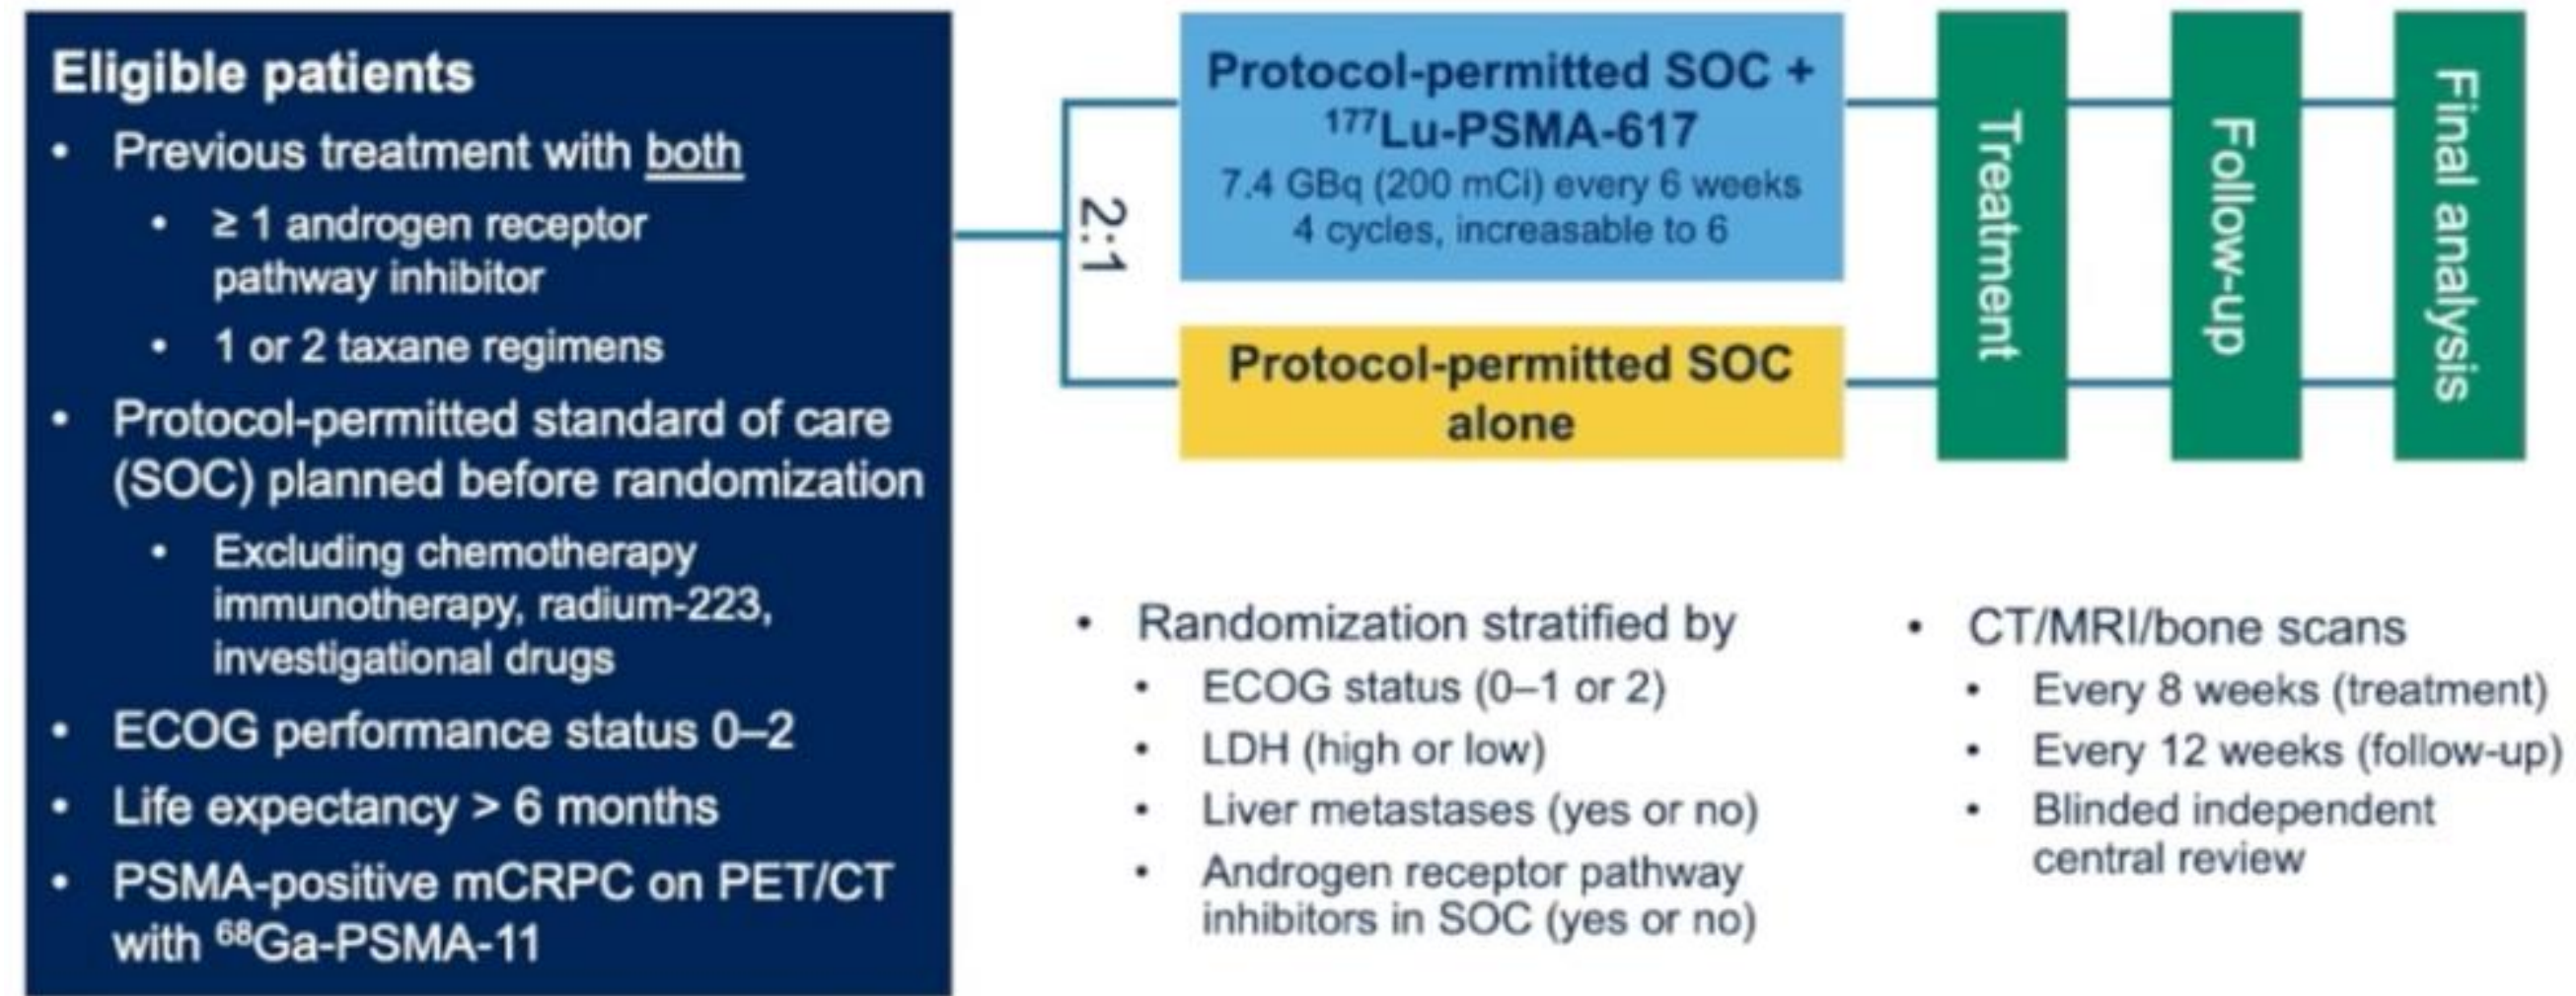 Eligible patients
• Previous treatment with both
• ≥ 1 androgen receptor
pathway inhibitor
• 1 or 2 taxane regimens
• Protocol-permitted standard of care
(SOC) planned before randomization
• Excluding chemotherapy
immunotherapy, radium-223,
investigational drugs
• ECOG performance status 0–2
• Life expectancy > 6 months
• PSMA-positive mCRPC on PET/CT
with ⁶⁸Ga-PSMA-11
2:1
Protocol-permitted SOC +
¹⁷⁷Lu-PSMA-617
7.4 GBq (200 mCi) every 6 weeks
4 cycles, increasable to 6
Protocol-permitted SOC
alone
Treatment
Follow-up
Final analysis
• Randomization stratified by
• ECOG status (0–1 or 2)
• LDH (high or low)
• Liver metastases (yes or no)
• Androgen receptor pathway
inhibitors in SOC (yes or no)
• CT/MRI/bone scans
• Every 8 weeks (treatment)
• Every 12 weeks (follow-up)
• Blinded independent
central review